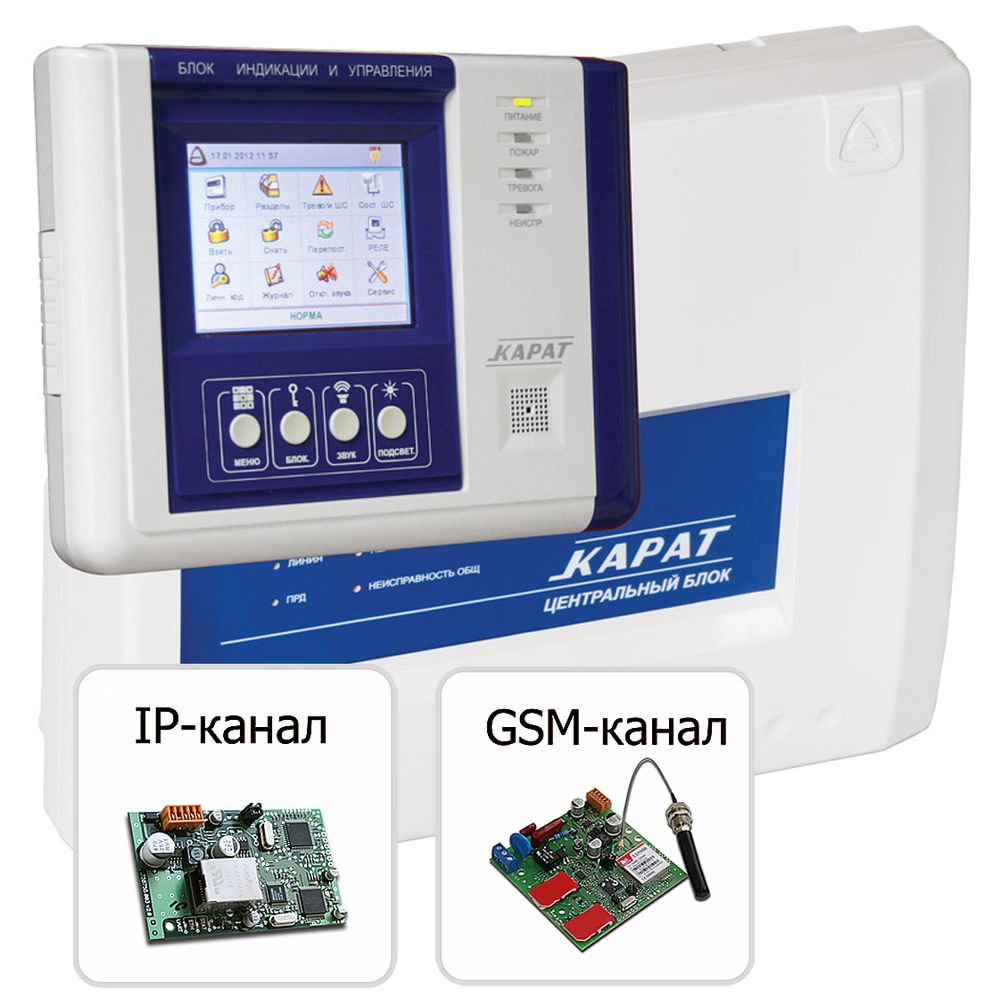 БЛОК ИНДИКАЦИИ И УПРАВЛЕНИЯ
ПИТАНИЕ
ПОЖАР
ТРЕВОГА
НЕИСПР.
17.01.2012 11:57
Прибор Разделы Тревоги ШС Сост. ШС
Взять Снять Перепост. РЕЛЕ
Личн. код Журнал Откл. звука Сервис
НОРМА
КАРАТ
МЕНЮ БЛОК. ЗВУК ПОДСВЕТ.
ЛИНИЯ
ПРД
НЕИСПРАВНОСТЬ ОБЩ
КАРАТ
ЦЕНТРАЛЬНЫЙ БЛОК
IP-канал
GSM-канал